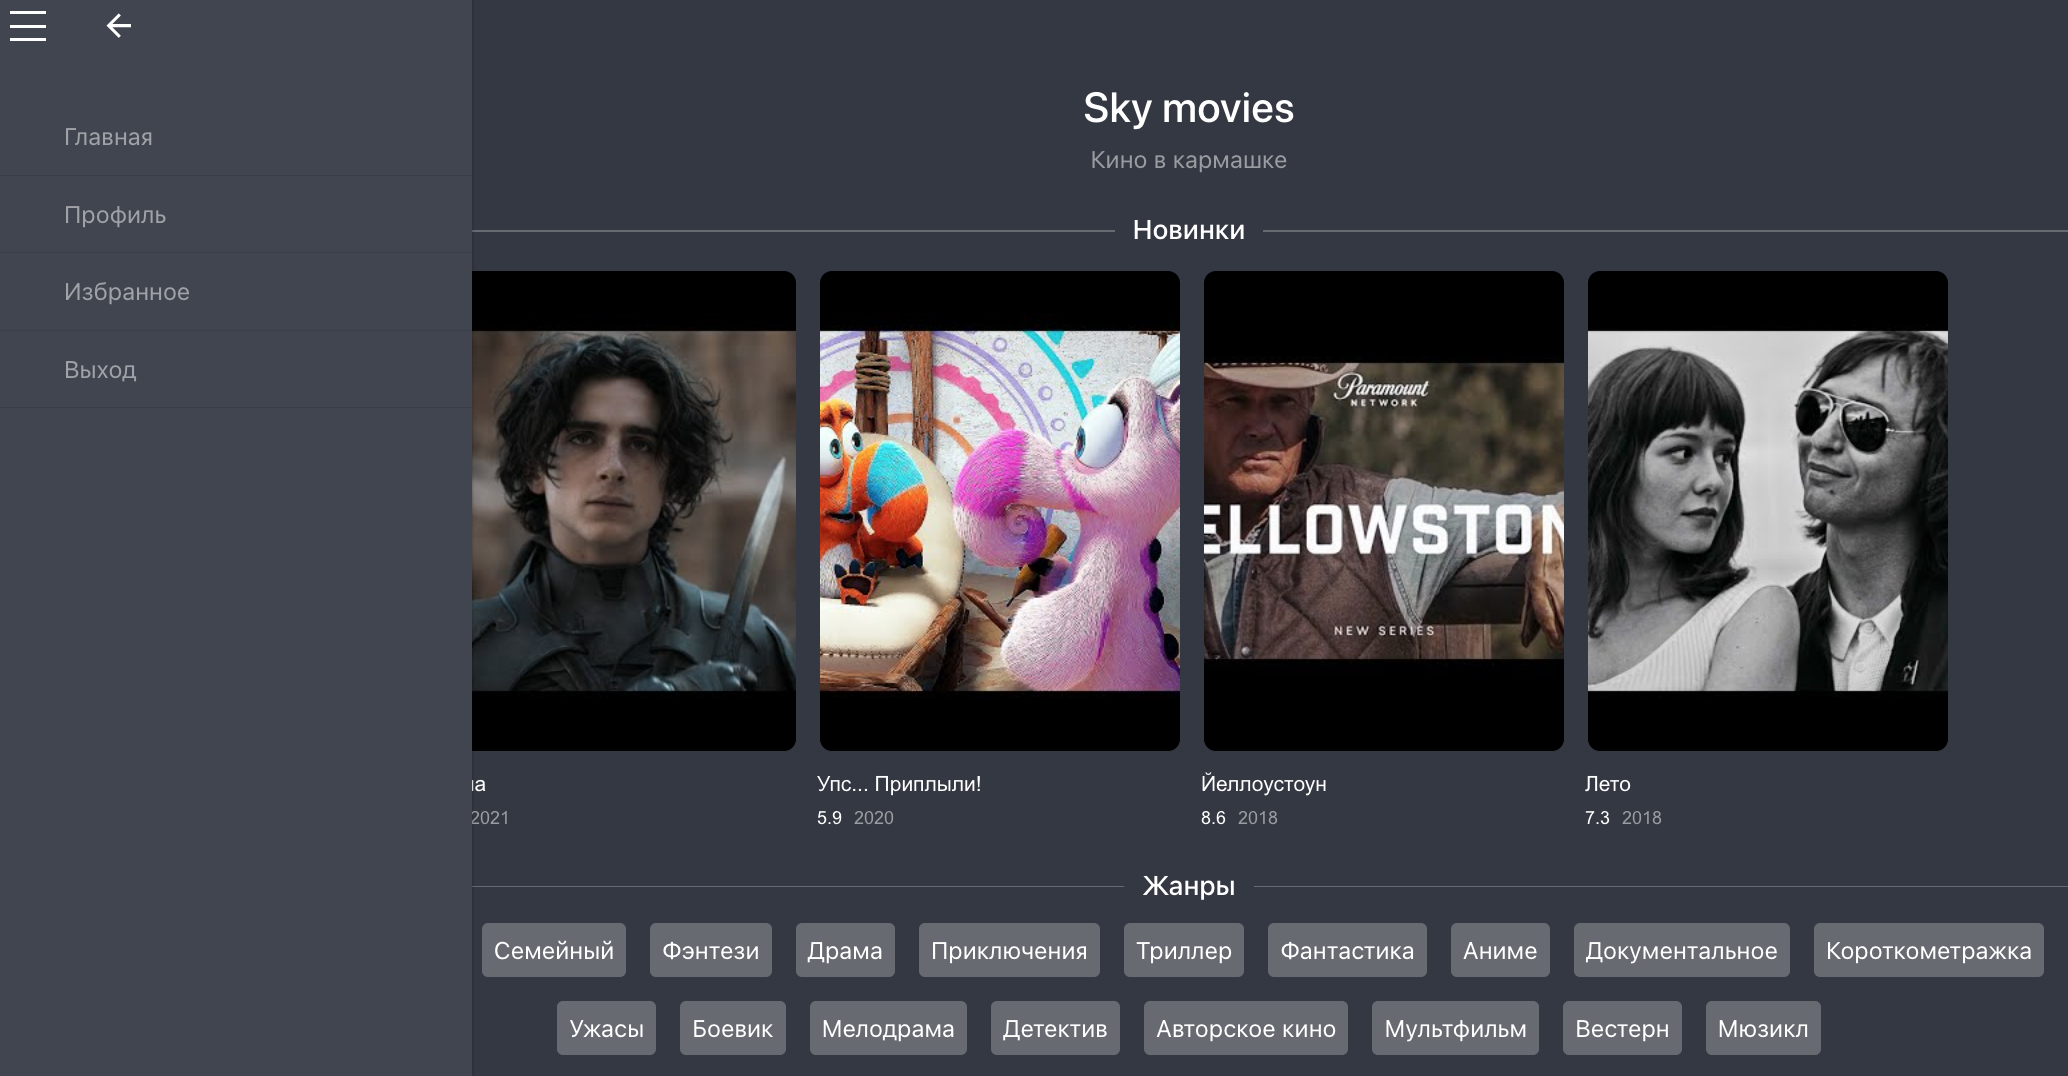 Главная
Профиль
Избранное
Выход
Sky movies
Кино в кармашке
Новинки
Paramount
NETWORK
ELLOWSTON
NEW SERIES
2021
Упс... Приплыли!
5.9 2020
Йеллоустоун
8.6 2018
Лето
7.3 2018
Жанры
Семейный Фэнтези Драма Приключения Триллер Фантастика Аниме Документальное Короткометражка
Ужасы Боевик Мелодрама Детектив Авторское кино Мультфильм Вестерн Мюзикл